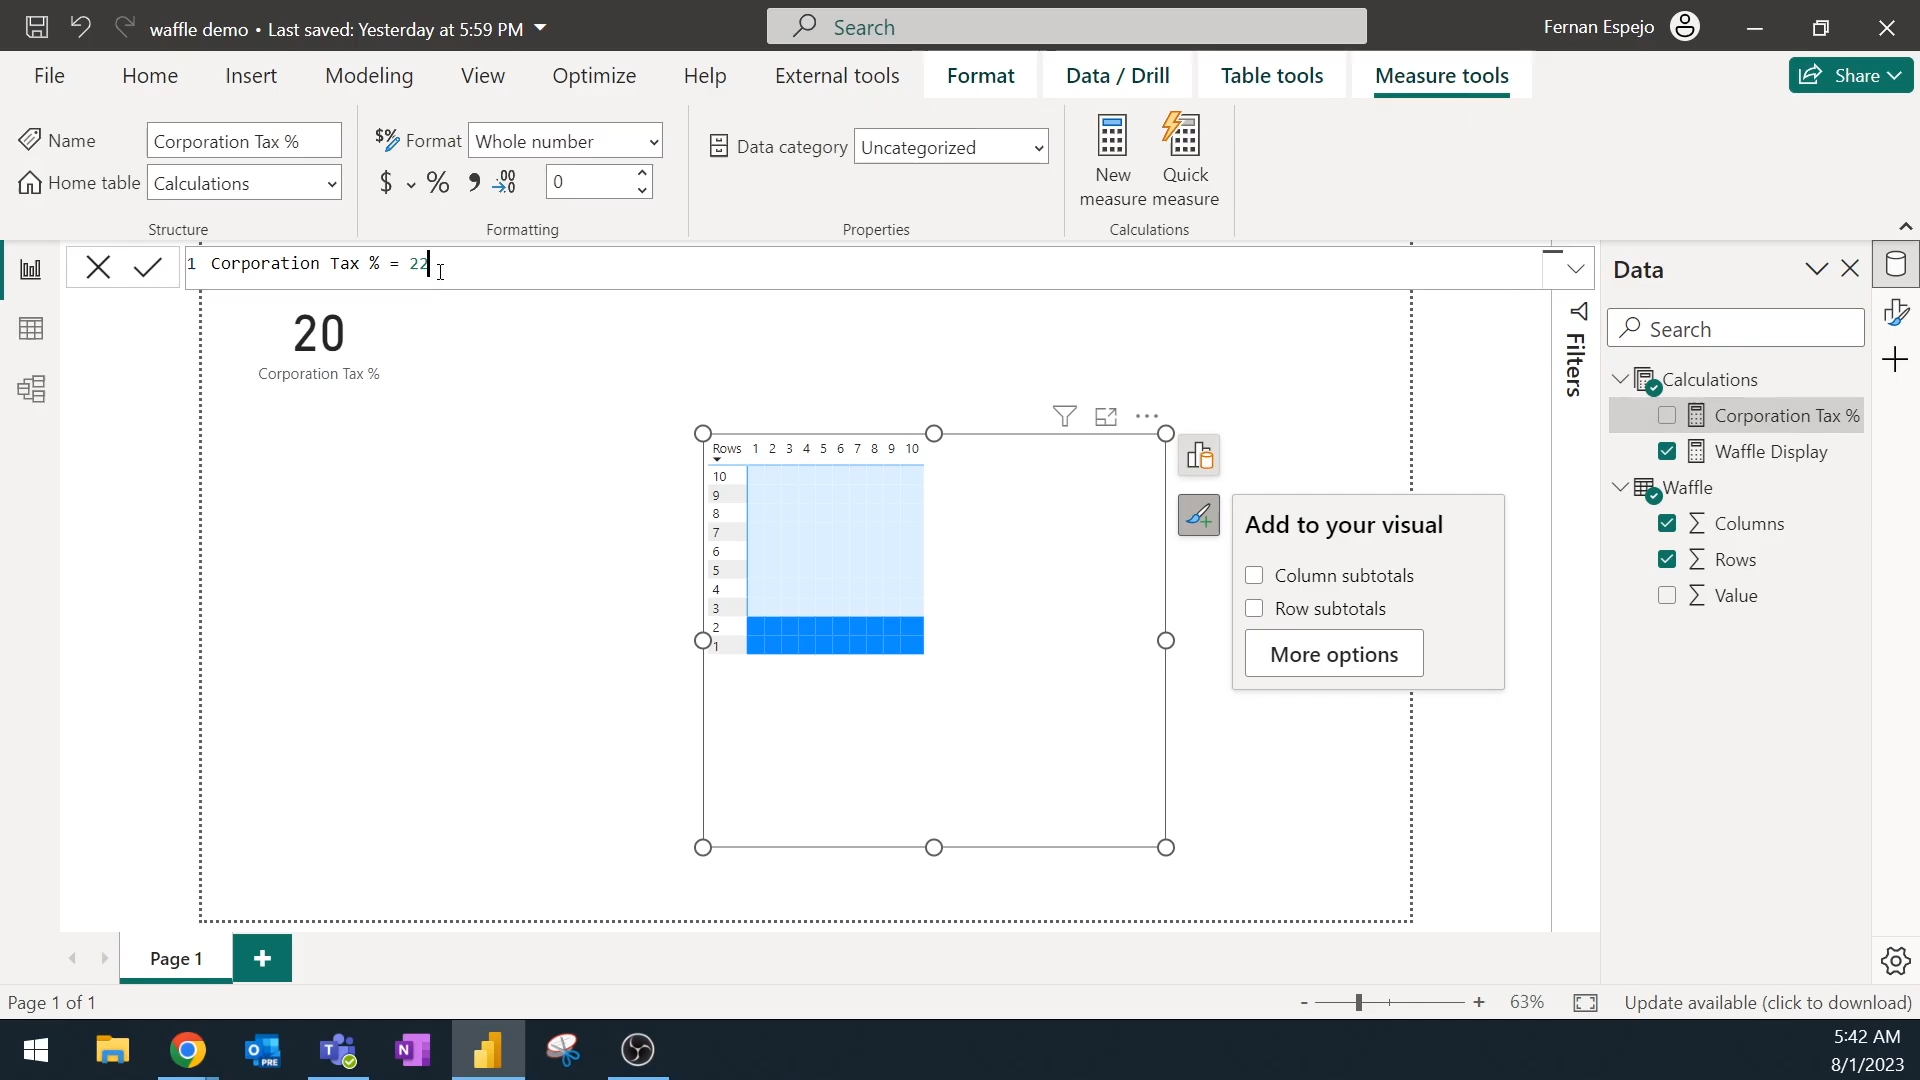 waffle demo • Last saved: Yesterday at 5:59 PM
Search
Fernan Espejo
File
Home
Insert
Modeling
View
Optimize
Help
External tools
Format
Data / Drill
Table tools
Measure tools
Share
Name
Corporation Tax %
Home table
Calculations
Structure
Format
Whole number
$
%
0
Formatting
Data category
Uncategorized
Properties
New measure
Quick measure
Calculations
1 Corporation Tax % = 22
20
Corporation Tax %
Rows 1 2 3 4 5 6 7 8 9 10
10
9
8
7
6
5
4
3
2
1
Add to your visual
Column subtotals
Row subtotals
More options
Filters
Data
Search
Calculations
Corporation Tax %
Waffle Display
Waffle
Columns
Rows
Value
Page 1
Page 1 of 1
- + 63%
Update available (click to download)
5:42 AM
8/1/2023